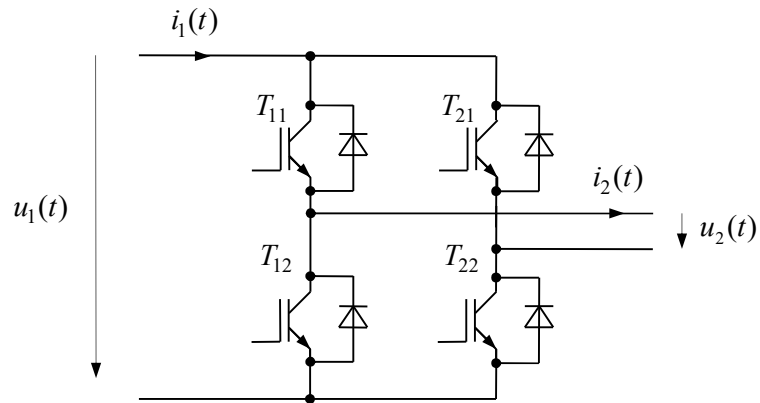 i₁(t)
T₁₁
T₂₁
i₂(t)
u₁(t)
u₂(t)
T₁₂
T₂₂